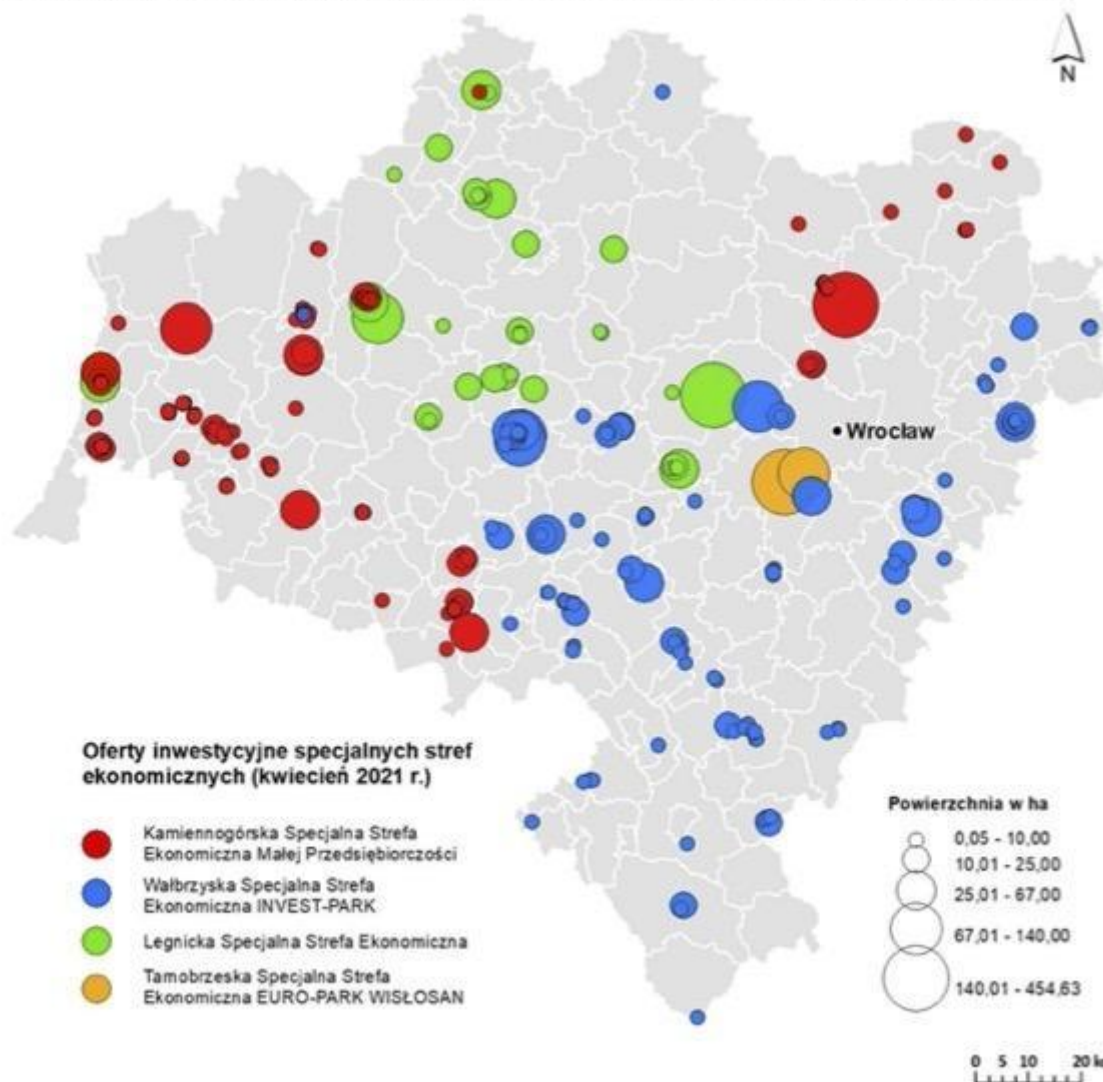 N
Wrocław
Oferty inwestycyjne specjalnych stref
ekonomicznych (kwiecień 2021 r.)
Kamiennogórska Specjalna Strefa
Ekonomiczna Małej Przedsiębiorczości
Wałbrzyska Specjalna Strefa
Ekonomiczna INVEST-PARK
Legnicka Specjalna Strefa Ekonomiczna
Tarnobrzeska Specjalna Strefa
Ekonomiczna EURO-PARK WISŁOSAN
Powierzchnia w ha
0,05 - 10,00
10,01 - 25,00
25,01 - 67,00
67,01 - 140,00
140,01 - 454,63
0 5 10 20 k